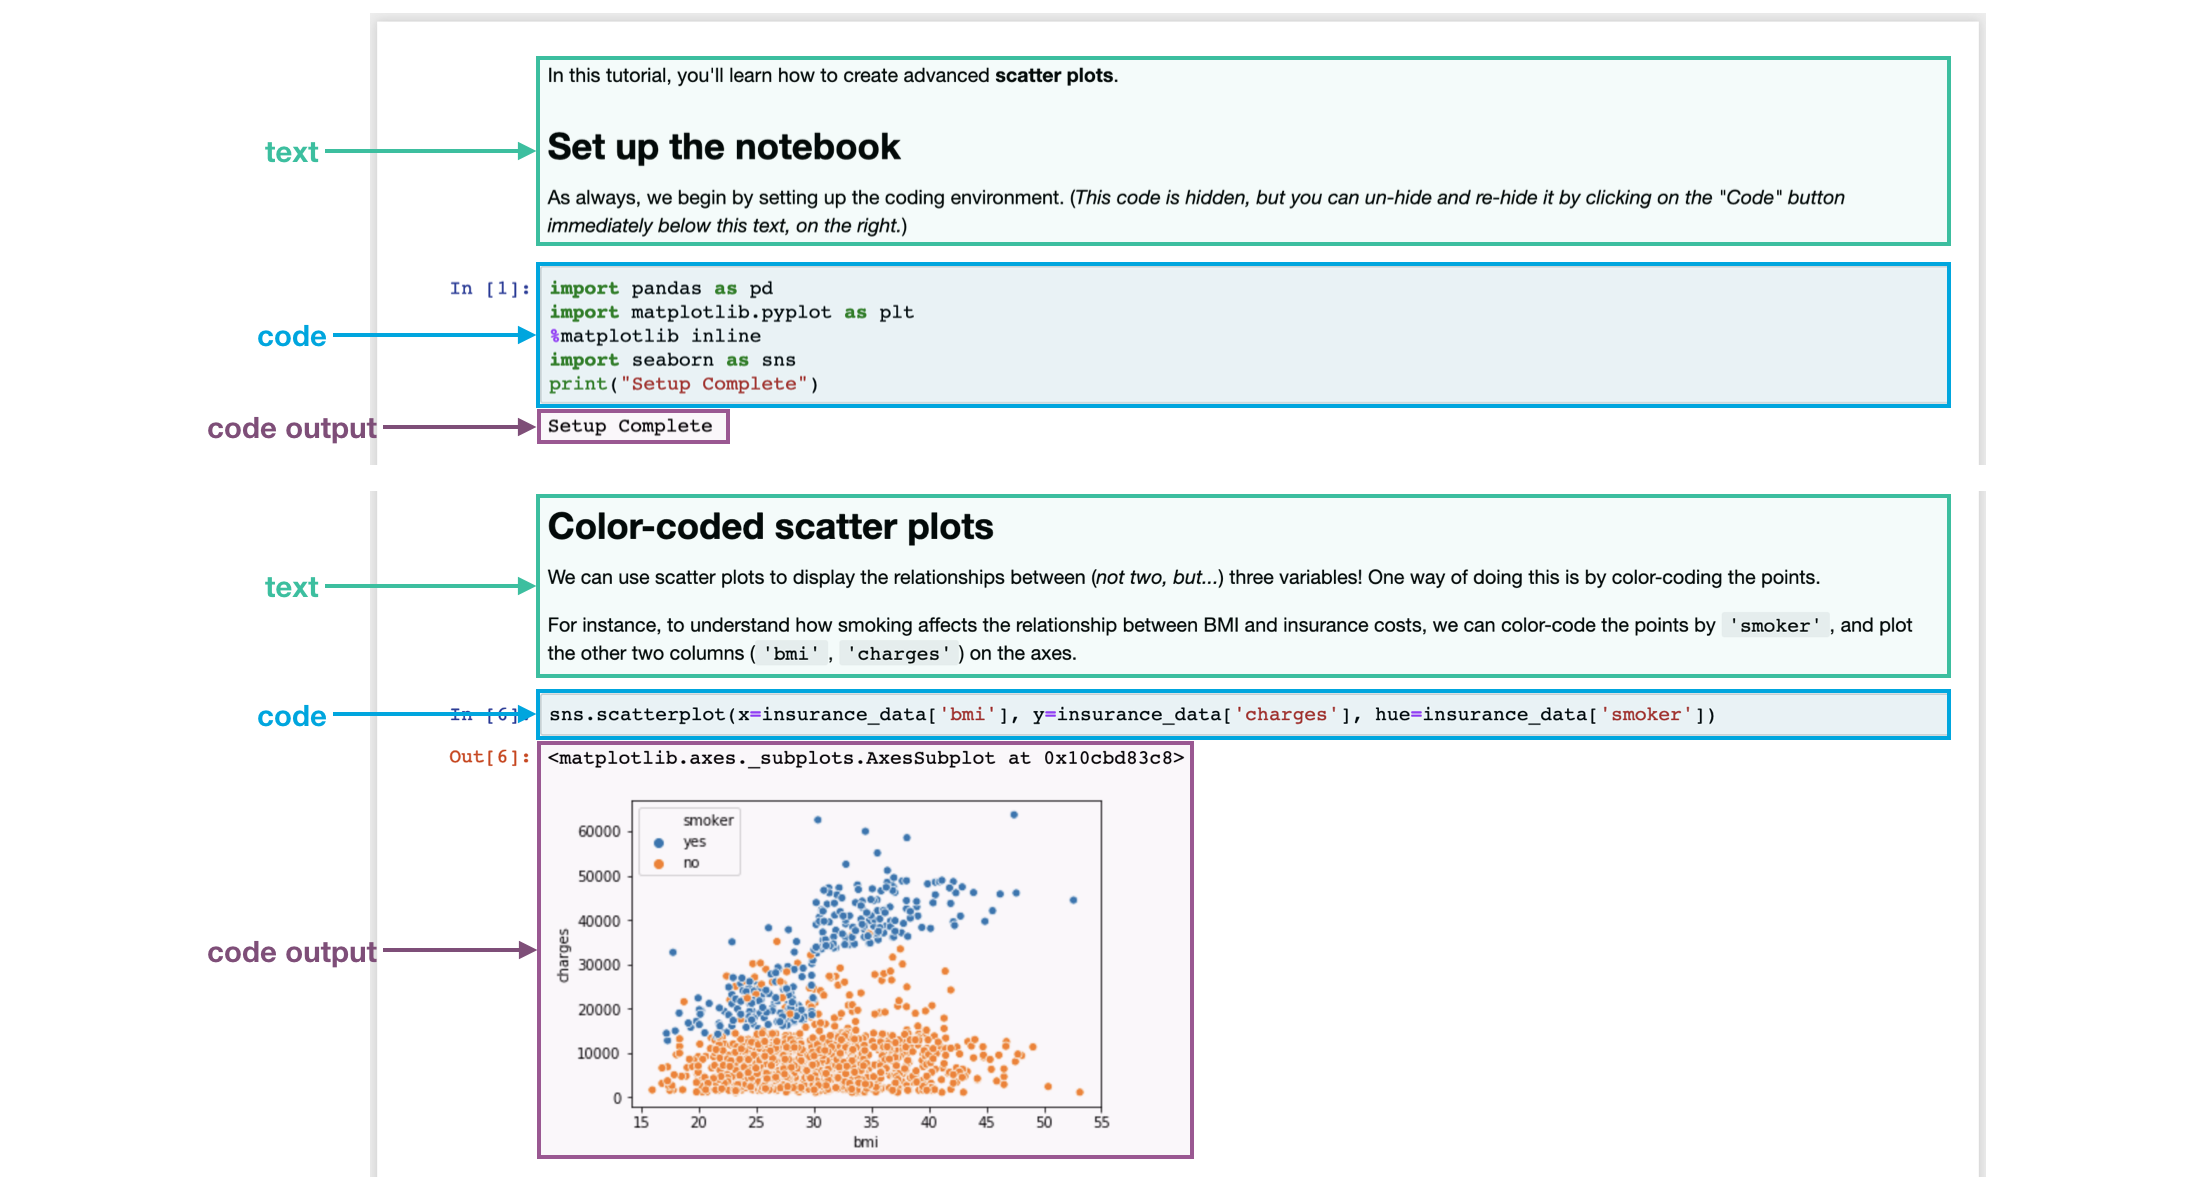 In this tutorial, you'll learn how to create advanced scatter plots.
text
Set up the notebook
As always, we begin by setting up the coding environment. (This code is hidden, but you can un-hide and re-hide it by clicking on the "Code" button
immediately below this text, on the right.)
In [1]:
code
import pandas as pd
import matplotlib.pyplot as plt
%matplotlib inline
import seaborn as sns
print("Setup Complete")
code output
Setup Complete
Color-coded scatter plots
text
We can use scatter plots to display the relationships between (not two, but...) three variables! One way of doing this is by color-coding the points.
For instance, to understand how smoking affects the relationship between BMI and insurance costs, we can color-code the points by 'smoker' , and plot
the other two columns ( 'bmi' , 'charges' ) on the axes.
code
In [6]:
sns.scatterplot(x=insurance_data['bmi'], y=insurance_data['charges'], hue=insurance_data['smoker'])
Out[6]:
<matplotlib.axes._subplots.AxesSubplot at 0x10cbd83c8>
code output
smoker
yes
no
60000
50000
40000
30000
20000
10000
0
charges
15 20 25 30 35 40 45 50 55
bmi